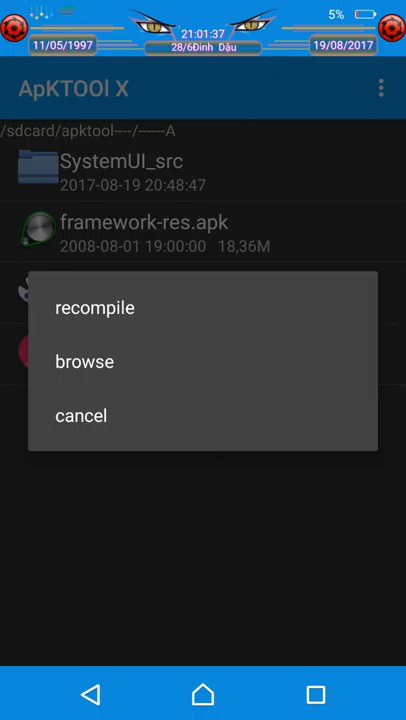 5%
21:01:37
11/05/1997
28/6Đinh Dậu
19/08/2017
ApKTOOl X
/sdcard/apktool----/------A
SystemUI_src
2017-08-19 20:48:47
framework-res.apk
2008-08-01 19:00:00 18,36M
recompile
browse
cancel